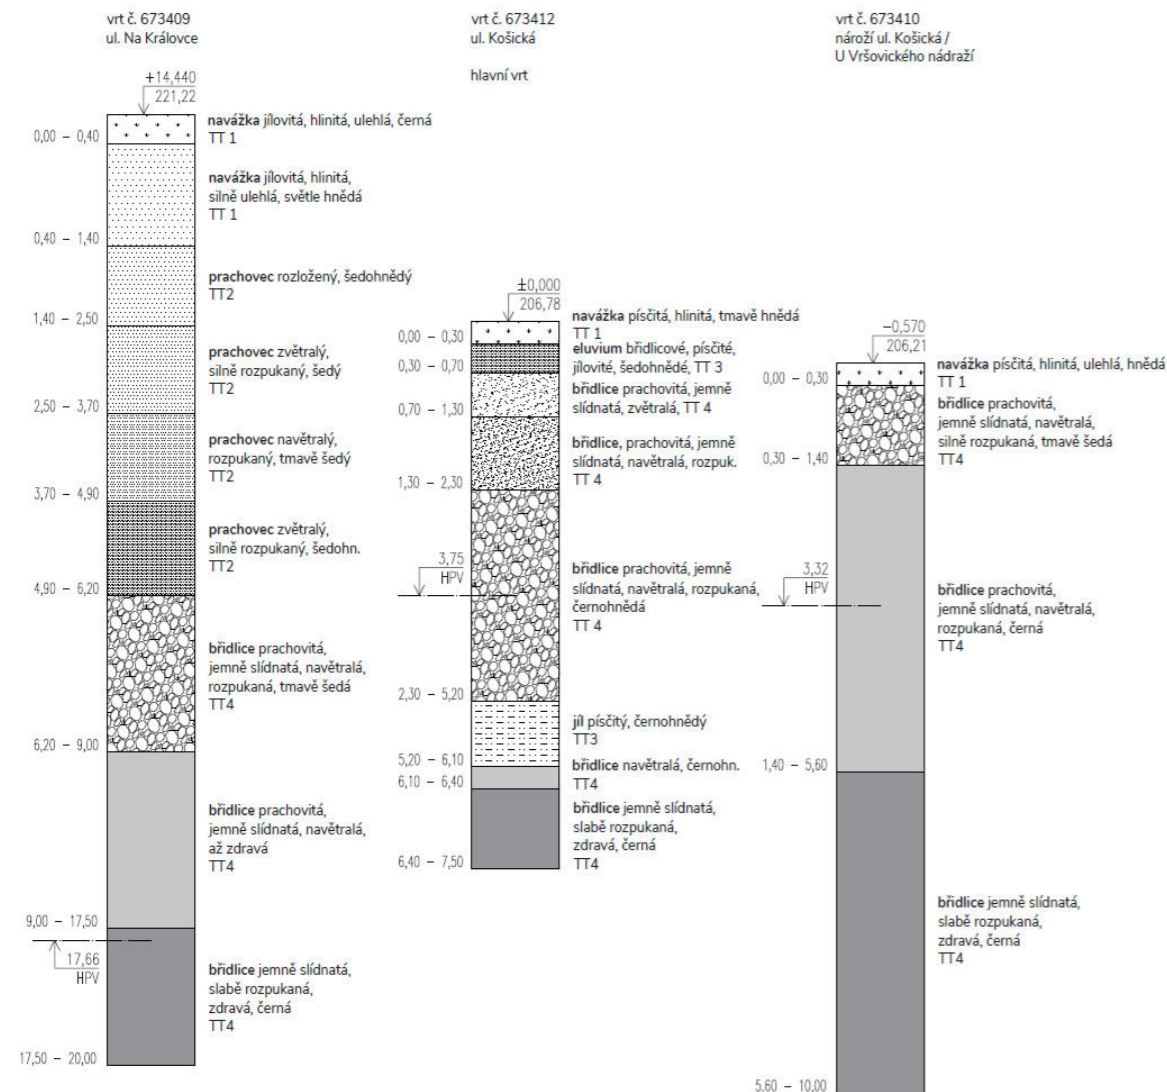 vrt č. 673409
ul. Na Královce
+14,440
221,22
0,00 – 0,40
navážka jílovitá, hlinitá, ulehlá, černá
TT 1
navážka jílovitá, hlinitá,
silně ulehlá, světle hnědá
TT 1
0,40 – 1,40
prachovec rozložený, šedohnědý
TT2
1,40 – 2,50
prachovec zvětralý,
silně rozpukaný, šedý
TT2
2,50 – 3,70
prachovec navětralý,
rozpukaný, tmavě šedý
TT2
3,70 – 4,90
prachovec zvětralý,
silně rozpukaný, šedohn.
TT2
4,90 – 6,20
břidlice prachovitá,
jemně slídnatá, navětralá,
rozpukaná, tmavě šedá
TT4
6,20 – 9,00
břidlice prachovitá,
jemně slídnatá, navětralá,
až zdravá
TT4
9,00 – 17,50
17,66
HPV
břidlice jemně slídnatá,
slabě rozpukaná,
zdravá, černá
TT4
17,50 – 20,00
vrt č. 673412
ul. Košická
hlavní vrt
±0,000
206,78
navážka písčitá, hlinitá, tmavě hnědá
TT 1
0,00 – 0,30
eluvium břidlicové, písčité,
jílovité, šedohnědé, TT 3
0,30 – 0,70
břidlice prachovitá, jemně
slídnatá, zvětralá, TT 4
0,70 – 1,30
břidlice, prachovitá, jemně
slídnatá, navětralá, rozpuk.
TT 4
1,30 – 2,30
3,75
HPV
břidlice prachovitá, jemně
slídnatá, navětralá, rozpukaná,
černohnědá
TT 4
2,30 – 5,20
jíl písčitý, černohnědý
TT3
5,20 – 6,10
břidlice navětralá, černohn.
TT4
6,10 – 6,40
břidlice jemně slídnatá,
slabě rozpukaná,
zdravá, černá
TT4
6,40 – 7,50
vrt č. 673410
nároží ul. Košická /
U Vršovického nádraží
–0,570
206,21
navážka písčitá, hlinitá, ulehlá, hnědá
TT 1
0,00 – 0,30
břidlice prachovitá,
jemně slídnatá, navětralá,
silně rozpukaná, tmavě šedá
TT4
0,30 – 1,40
3,32
HPV
břidlice prachovitá,
jemně slídnatá, navětralá,
rozpukaná, černá
TT4
1,40 – 5,60
břidlice jemně slídnatá,
slabě rozpukaná,
zdravá, černá
TT4
5,60 – 10,00